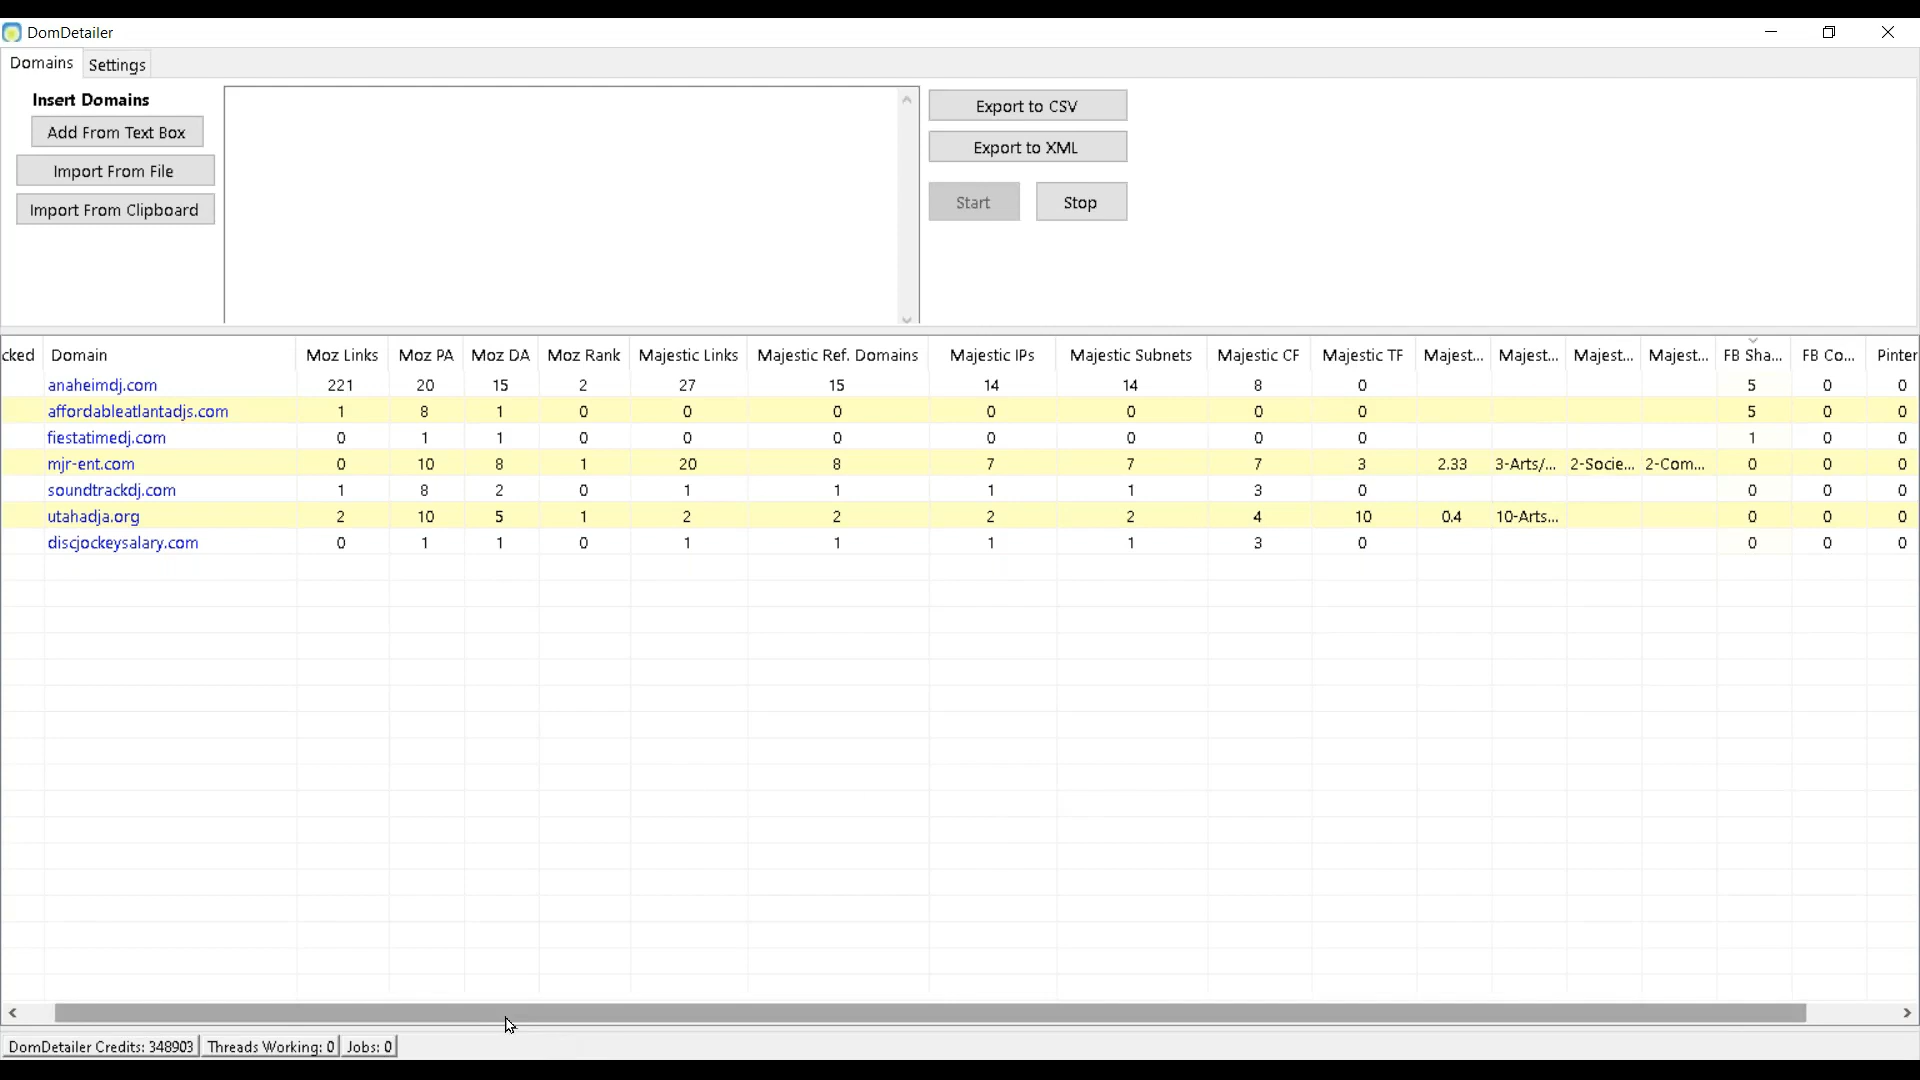 DomDetailer
Domains Settings
Insert Domains
Add From Text Box
Import From File
Import From Clipboard
Export to CSV
Export to XML
Start Stop
cked Domain Moz Links Moz PA Moz DA Moz Rank Majestic Links Majestic Ref. Domains Majestic IPs Majestic Subnets Majestic CF Majestic TF Majest... Majest... Majest... Majest... FB Sha... FB Co... Pinter
anaheimdj.com 221 20 15 2 27 15 14 14 8 0 5 0 0
affordableatlantadjs.com 1 8 1 0 0 0 0 0 0 0 5 0 0
fiestatimedj.com 0 1 1 0 0 0 0 0 0 0 1 0 0
mjr-ent.com 0 10 8 1 20 8 7 7 7 3 2.33 3-Arts/... 2-Socie... 2-Com... 0 0 0
soundtrackdj.com 1 8 2 0 1 1 1 1 3 0 0 0 0
utahadja.org 2 10 5 1 2 2 2 2 4 10 0.4 10-Arts... 0 0 0
discjockeysalary.com 0 1 1 0 1 1 1 1 3 0 0 0 0
DomDetailer Credits: 348903 Threads Working: 0 Jobs: 0